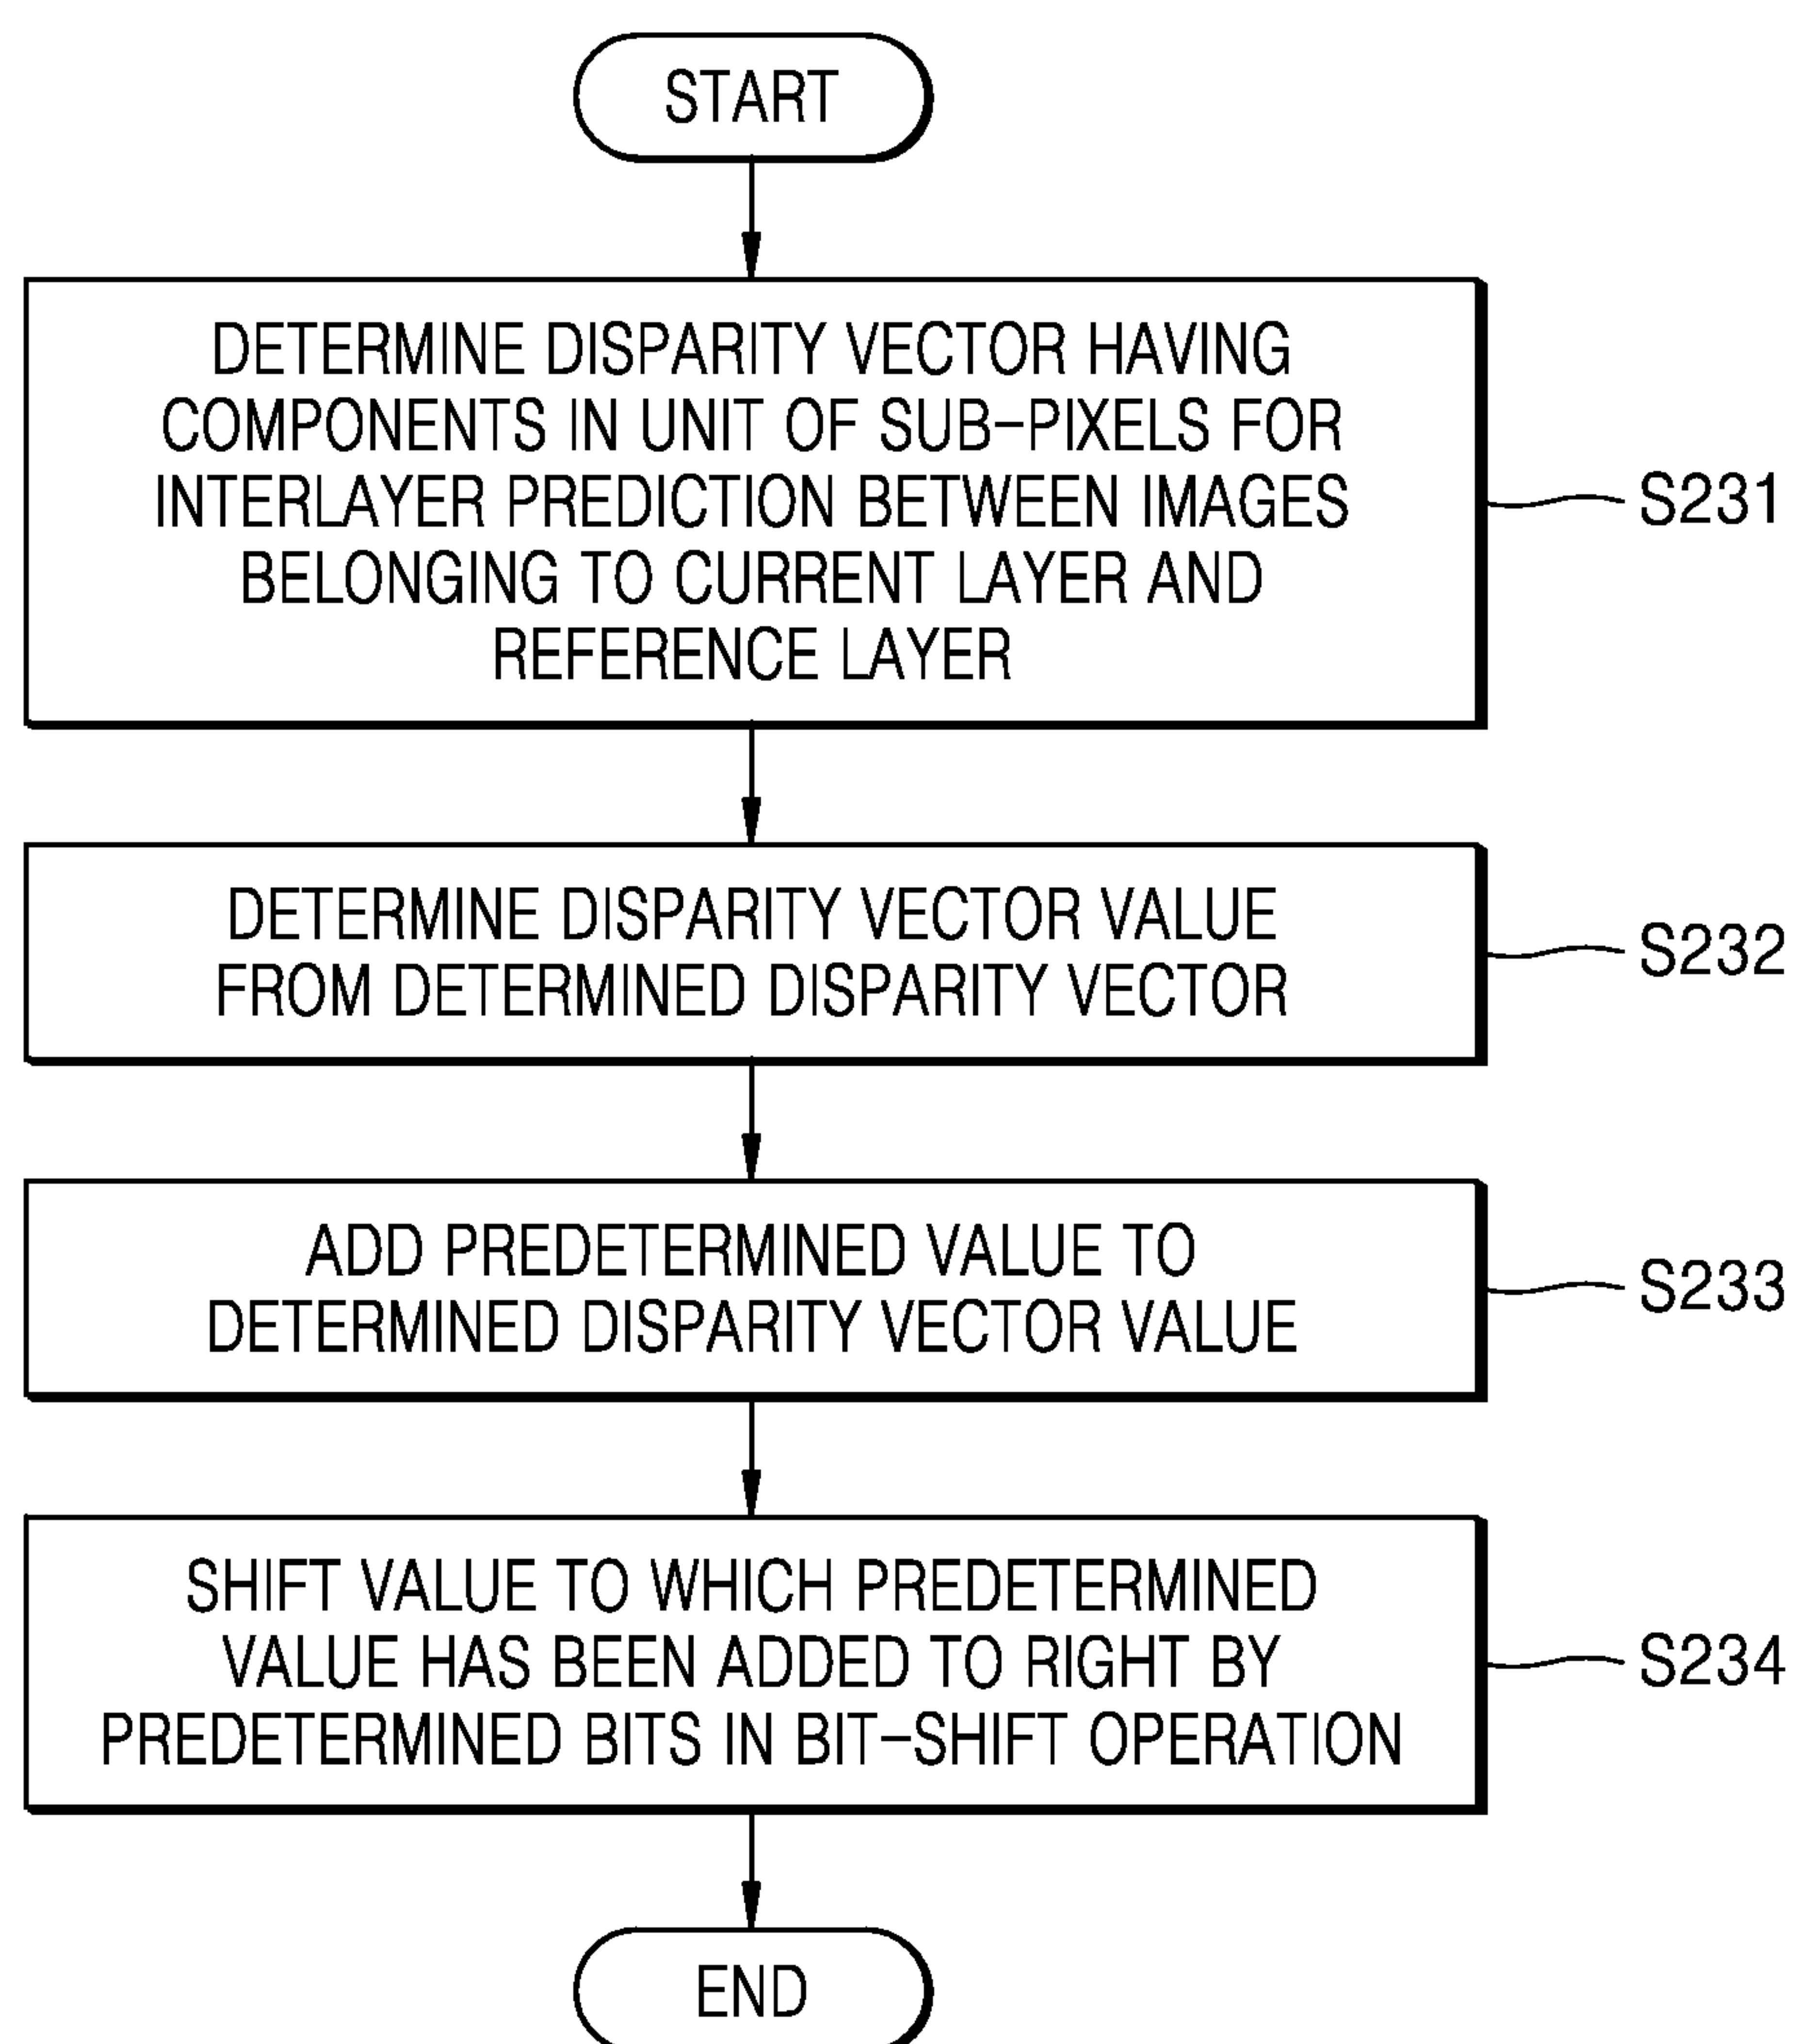 START
DETERMINE DISPARITY VECTOR HAVING
COMPONENTS IN UNIT OF SUB-PIXELS FOR
INTERLAYER PREDICTION BETWEEN IMAGES
BELONGING TO CURRENT LAYER AND
REFERENCE LAYER
S231
DETERMINE DISPARITY VECTOR VALUE
FROM DETERMINED DISPARITY VECTOR
S232
ADD PREDETERMINED VALUE TO
DETERMINED DISPARITY VECTOR VALUE
S233
SHIFT VALUE TO WHICH PREDETERMINED
VALUE HAS BEEN ADDED TO RIGHT BY
PREDETERMINED BITS IN BIT-SHIFT OPERATION
S234
END